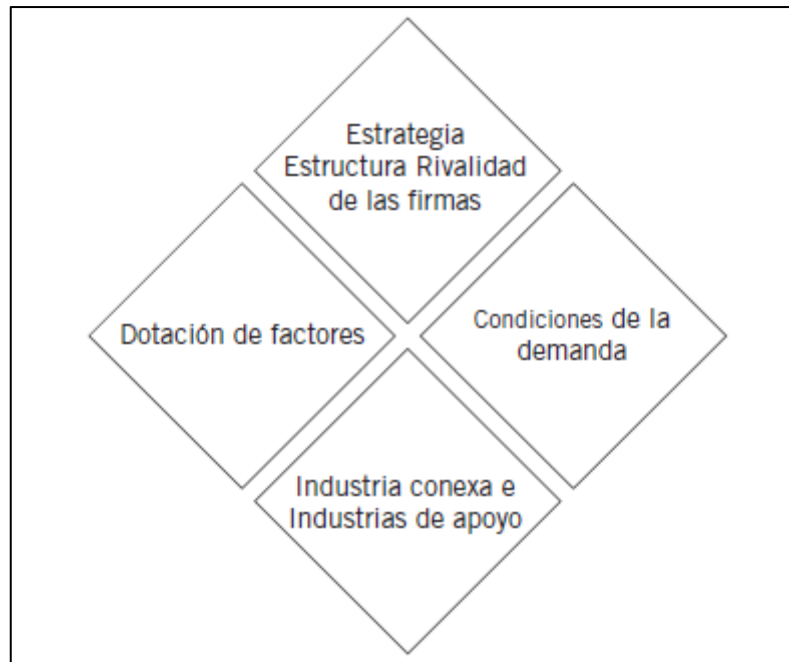 Estrategia
Estructura Rivalidad
de las firmas
Dotación de factores
Condiciones de la
demanda
Industria conexa e
Industrias de apoyo